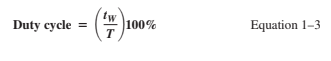 Duty cycle = (t_W / T)100% Equation 1–3